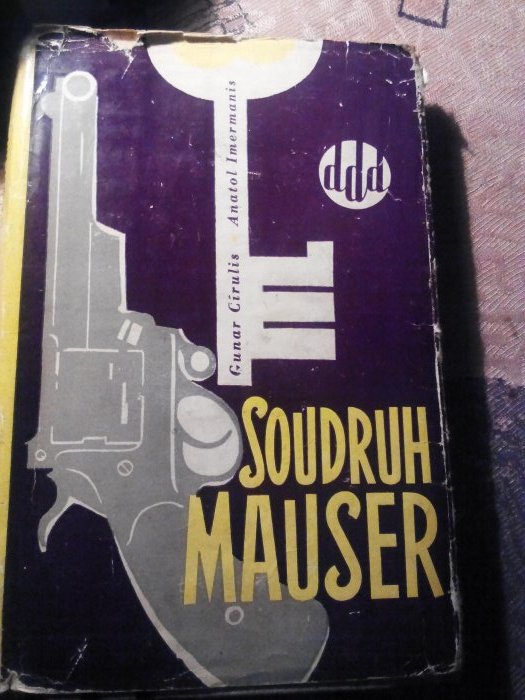 Gunar Cirulis Anatol Imermanis
ddd
SOUDRUH
MAUSER